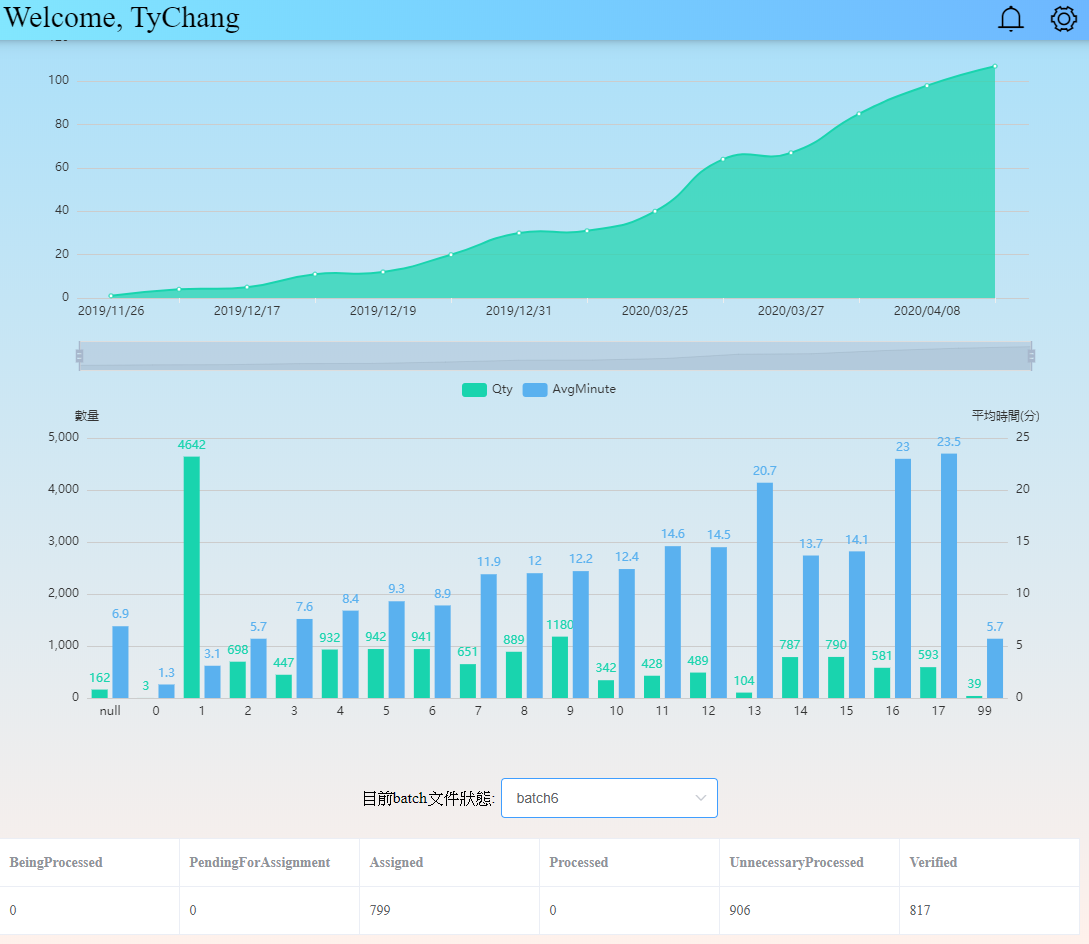 Welcome, TyChang
100
80
60
40
20
0
2019/11/26 2019/12/17 2019/12/19 2019/12/31 2020/03/25 2020/03/27 2020/04/08
Qty AvgMinute
數量 平均時間(分)
5,000 4642 23 23.5 25
4,000 20.7 20
3,000 11.9 12 12.2 12.4 14.6 14.5 13.7 14.1 15
2,000 6.9 5.7 7.6 8.4 9.3 8.9 5.7 10
1,000 162 3 1.3 3.1 698 447 932 942 941 651 889 1180 342 428 489 104 787 790 581 593 39 5
0 0
null 0 1 2 3 4 5 6 7 8 9 10 11 12 13 14 15 16 17 99
目前batch文件狀態: batch6
BeingProcessed PendingForAssignment Assigned Processed UnnecessaryProcessed Verified
0 0 799 0 906 817